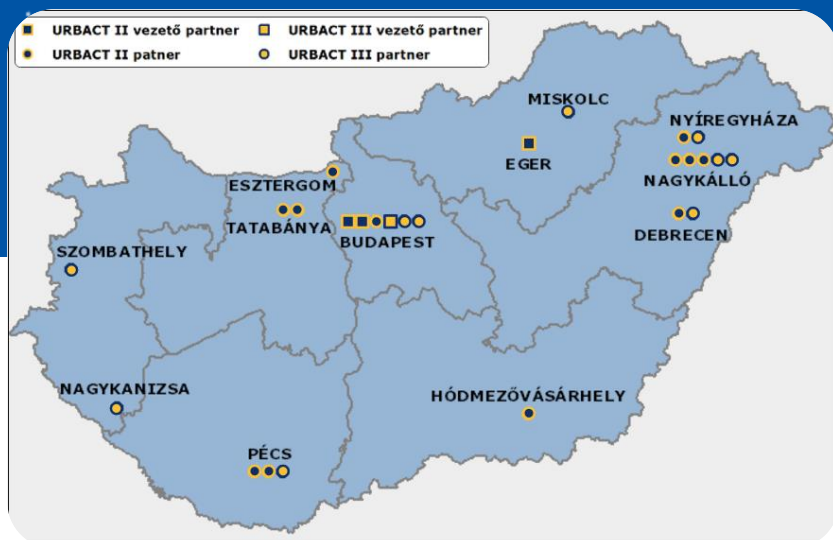 URBACT II vezető partner
URBACT III vezető partner
URBACT II patner
URBACT III partner
MISKOLC
NYÍREGYHÁZA
EGER
NAGYKÁLLÓ
ESZTERGOM
TATABÁNYA
BUDAPEST
DEBRECEN
SZOMBATHELY
NAGYKANIZSA
HÓDMEZŐVÁSÁRHELY
PÉCS